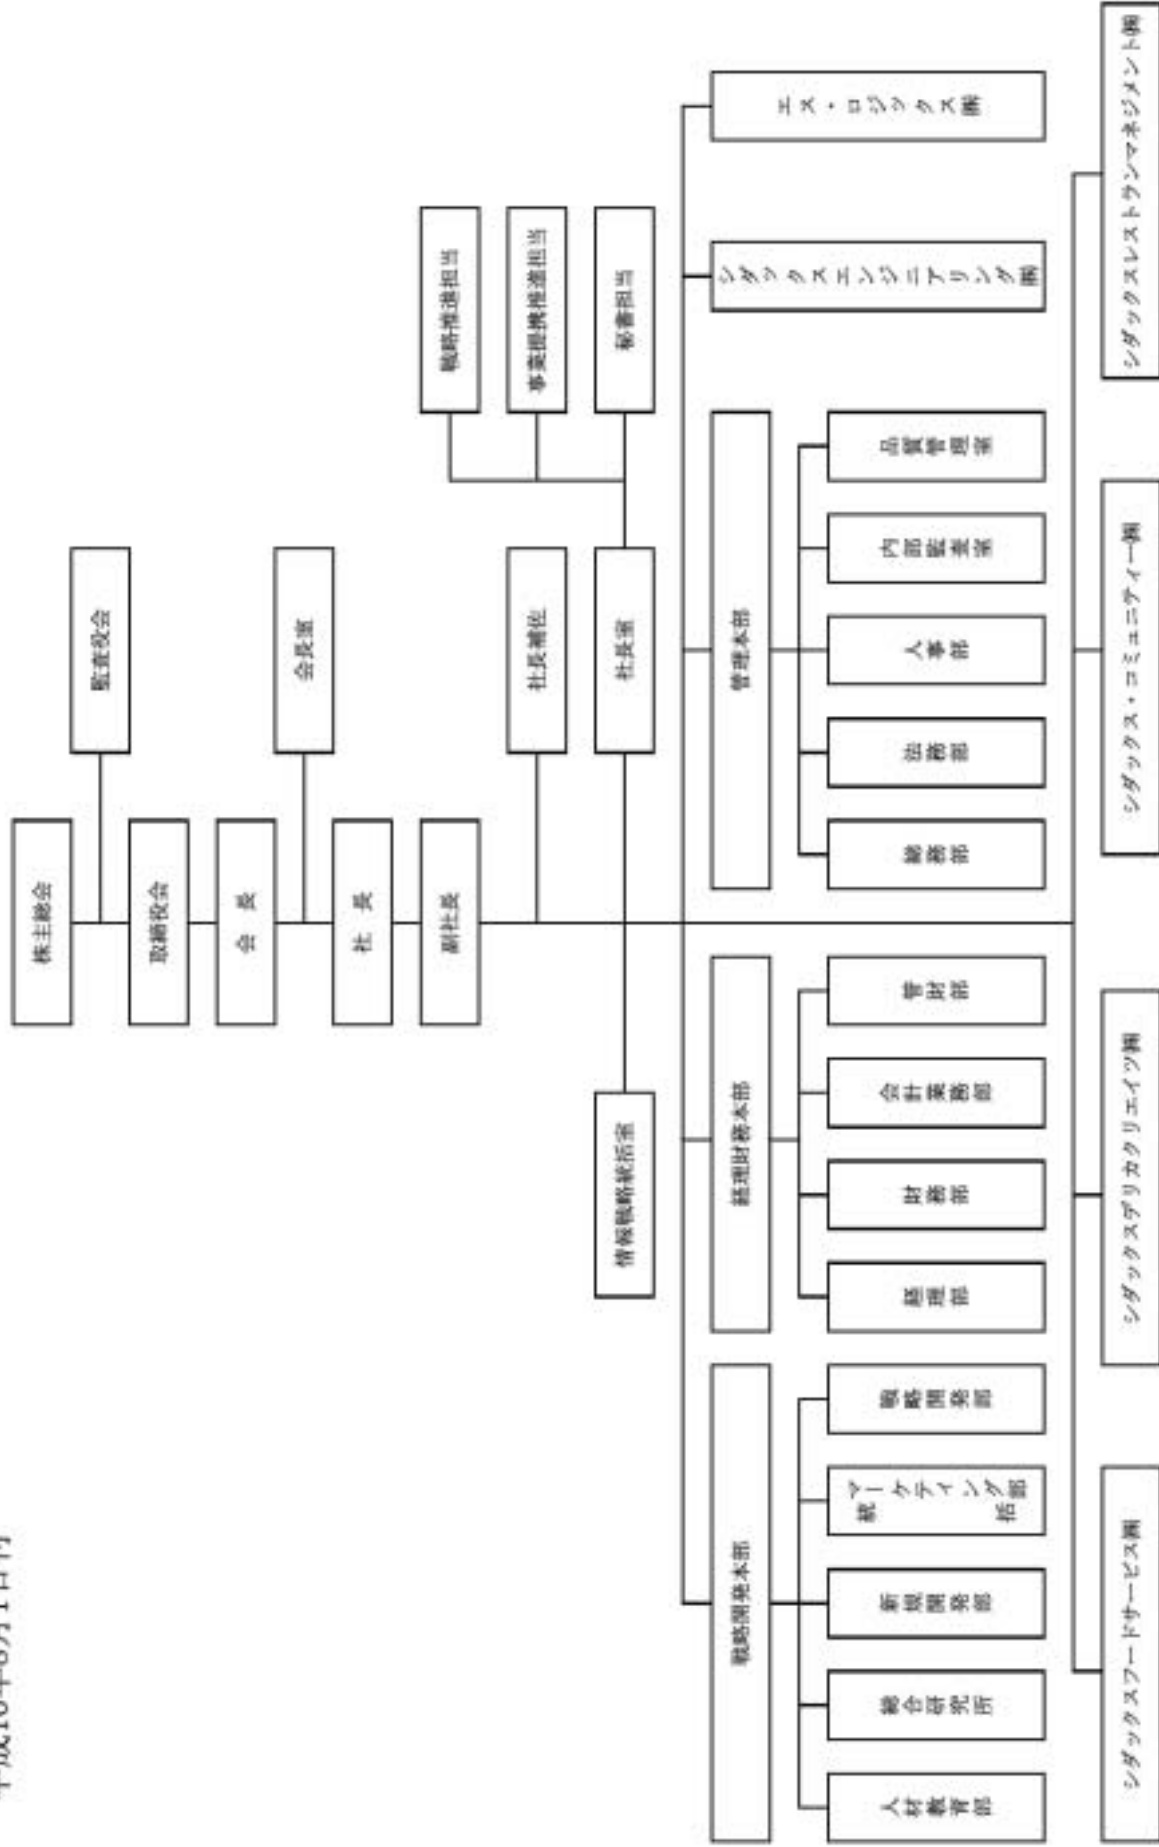 株主総会
監査役会
取締役会
会長
会長室
社長
副社長
戦略推進担当
社長補佐
事業提携推進担当
情報戦略統括室
社長室
秘書担当
戦略開発本部
経理財務本部
管理本部
シダックスエンジニアリング㈱
エス・ロジックス㈱
人材教育部
総合研究所
新規開発部
マーケティング部
統括
戦略開発部
経理部
財務部
会計業務部
管財部
総務部
法務部
人事部
内部監査室
品質管理室
シダックスフードサービス㈱
シダックスデリカクリエイツ㈱
シダックス・コミュニティー㈱
シダックスレストランマネジメント㈱